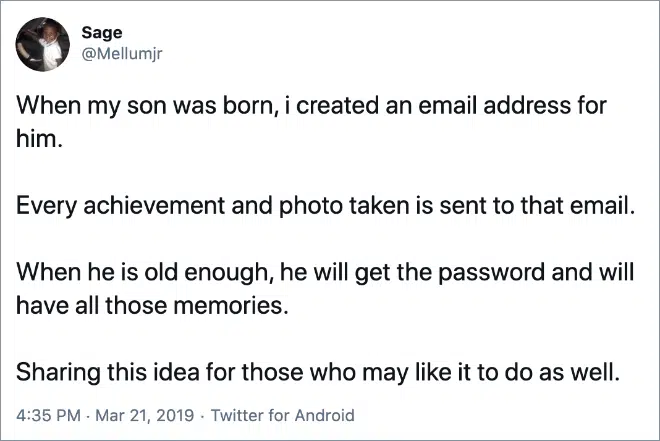 Sage
@Mellumjr
When my son was born, i created an email address for
him.
Every achievement and photo taken is sent to that email.
When he is old enough, he will get the password and will
have all those memories.
Sharing this idea for those who may like it to do as well.
4:35 PM · Mar 21, 2019 · Twitter for Android